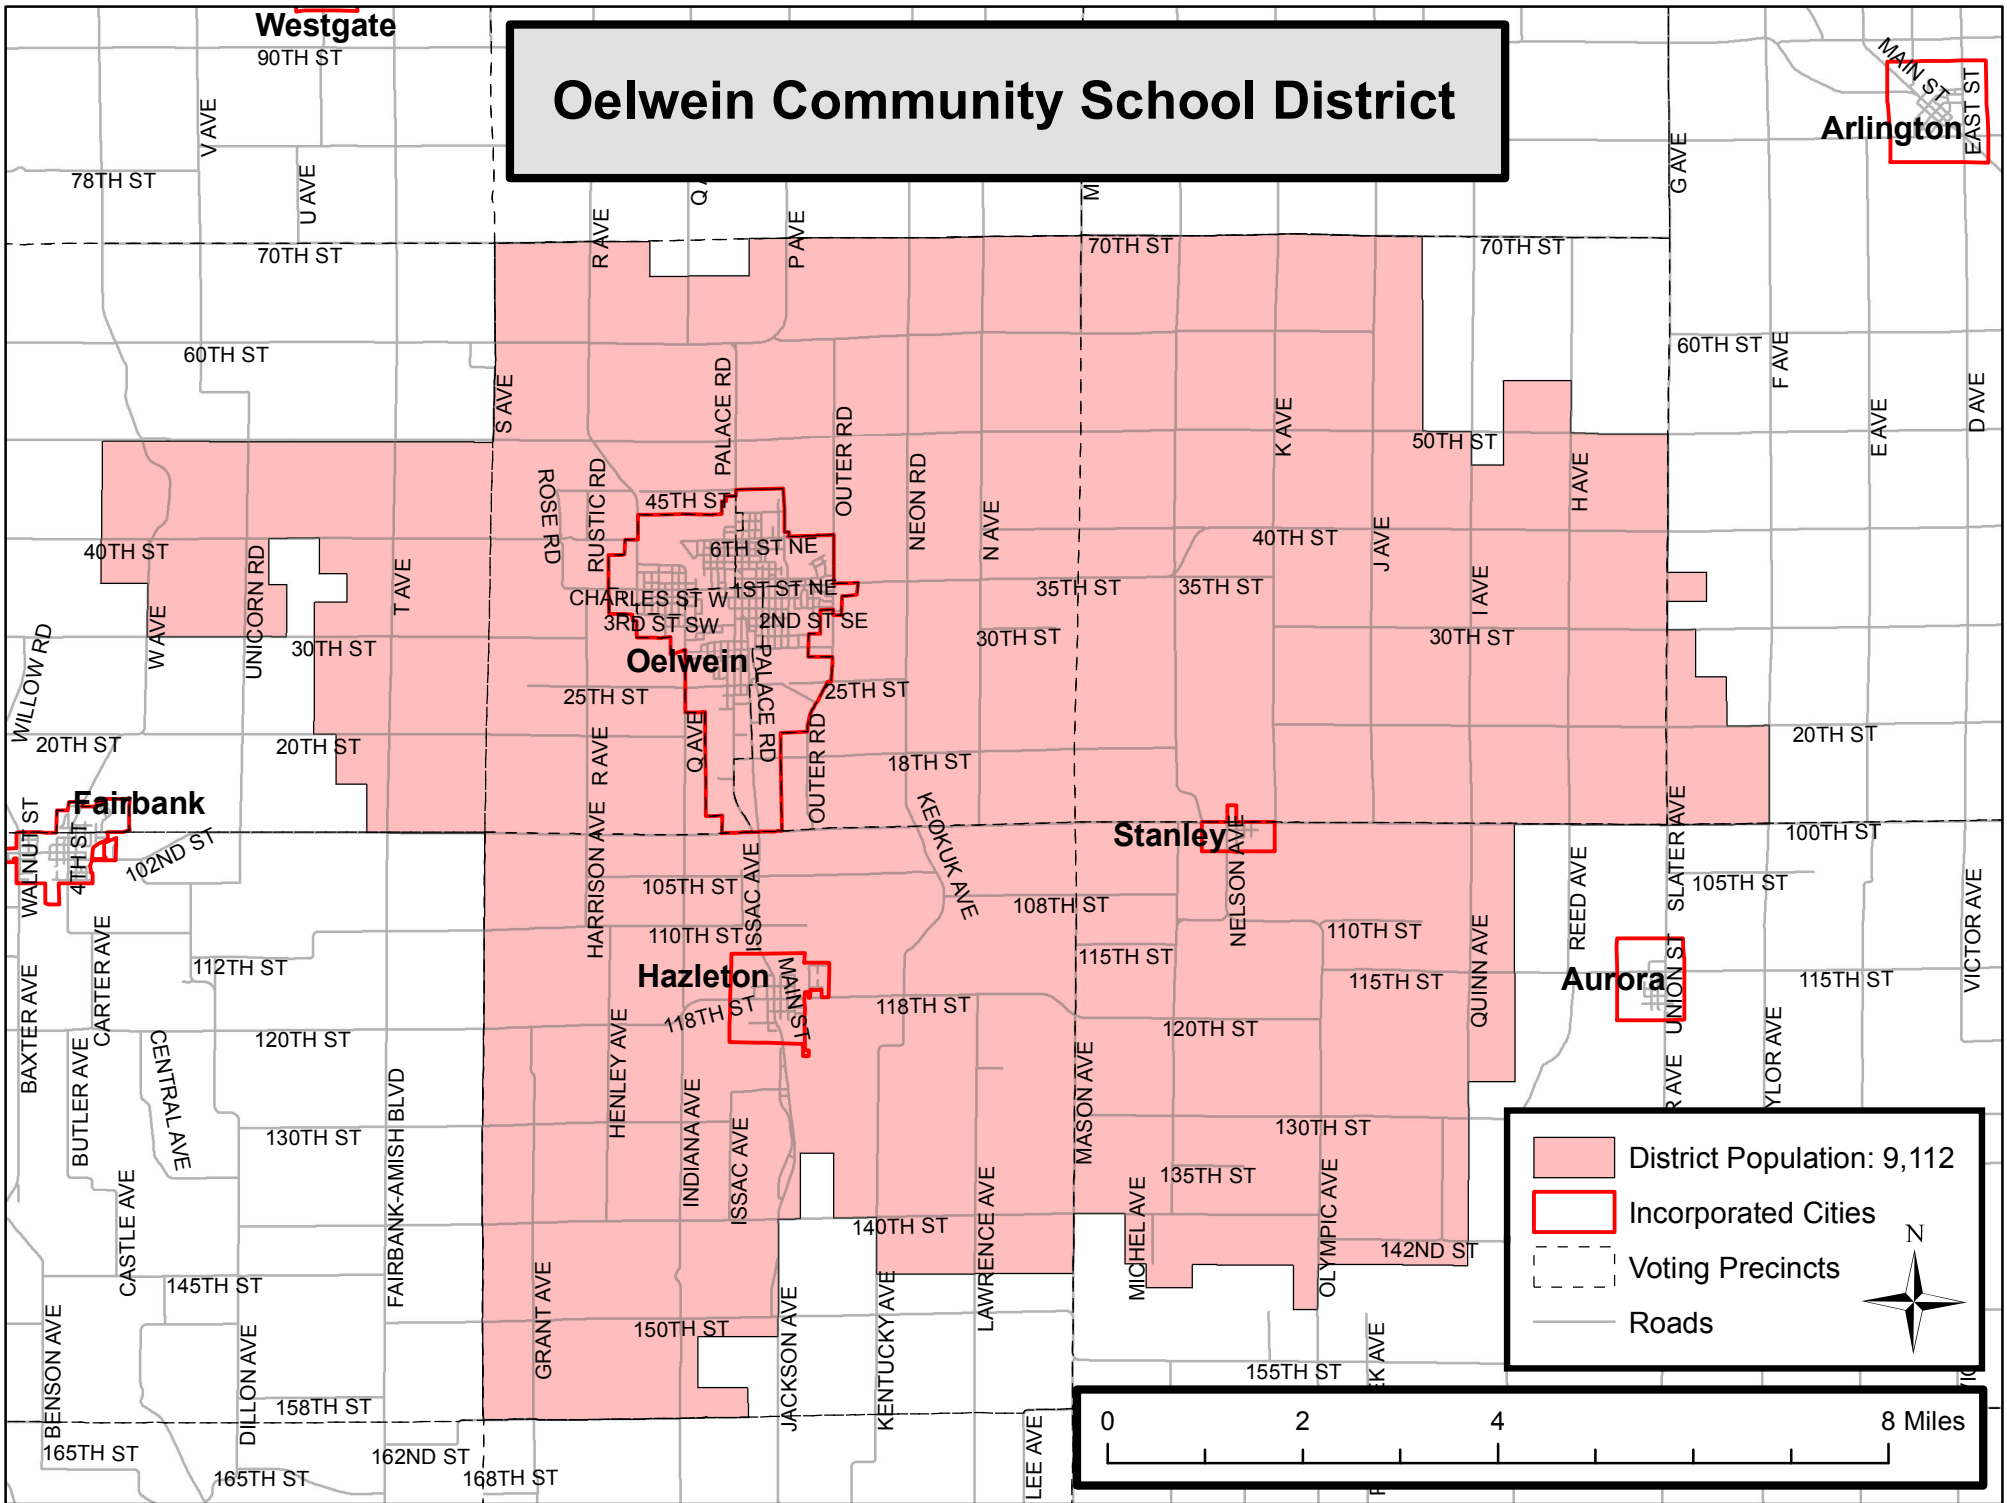 Westgate
90TH ST
Oelwein Community School District
MAIN ST
EAST ST
Arlington
V AVE
78TH ST
U AVE
G AVE
Q A
M
R AVE
P AVE
70TH ST
70TH ST
70TH ST
60TH ST
60TH ST
F AVE
S AVE
PALACE RD
OUTER RD
K AVE
50TH ST
E AVE
D AVE
ROSE RD
RUSTIC RD
45TH ST
NEON RD
N AVE
H AVE
40TH ST
UNICORN RD
T AVE
6TH ST NE
40TH ST
J AVE
I AVE
CHARLES ST W
1ST ST NE
35TH ST
35TH ST
3RD ST SW
2ND ST SE
WILLOW RD
W AVE
30TH ST
30TH ST
30TH ST
Oelwein
25TH ST
PALACE RD
25TH ST
20TH ST
20TH ST
R AVE
Q AVE
OUTER RD
18TH ST
20TH ST
Fairbank
WALNUT ST
4TH ST
102ND ST
HARRISON AVE
ISSAC AVE
KEOKUK AVE
Stanley
NELSON AVE
SLATER AVE
100TH ST
105TH ST
108TH ST
105TH ST
REED AVE
VICTOR AVE
CARTER AVE
112TH ST
110TH ST
110TH ST
QUINN AVE
115TH ST
115TH ST
115TH ST
Hazleton
MAIN ST
118TH ST
118TH ST
Aurora
UNION ST
BAXTER AVE
120TH ST
120TH ST
BUTLER AVE
CENTRAL AVE
FAIRBANK-AMISH BLVD
HENLEY AVE
INDIANA AVE
ISSAC AVE
MASON AVE
R AVE
YLOR AVE
130TH ST
130TH ST
135TH ST
CASTLE AVE
140TH ST
LAWRENCE AVE
MICHEL AVE
OLYMPIC AVE
142ND ST
145TH ST
GRANT AVE
JACKSON AVE
KENTUCKY AVE
150TH ST
BENSON AVE
DILLON AVE
155TH ST
EK AVE
158TH ST
165TH ST
165TH ST
162ND ST
168TH ST
LEE AVE
District Population: 9,112
Incorporated Cities
Voting Precincts
Roads
N
0 2 4 8 Miles